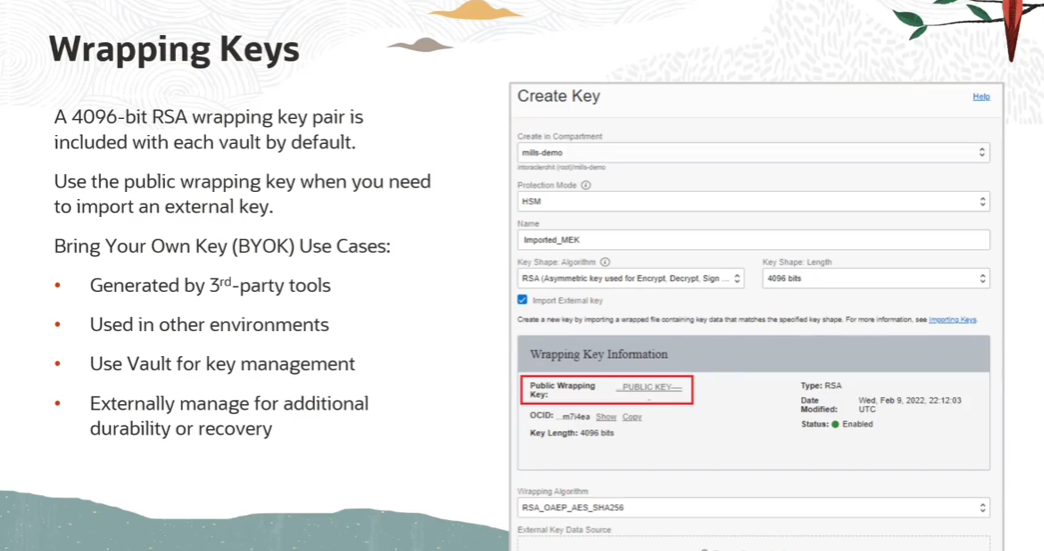 Wrapping Keys
A 4096-bit RSA wrapping key pair is
included with each vault by default.
Use the public wrapping key when you need
to import an external key.
Bring Your Own Key (BYOK) Use Cases:
• Generated by 3rd-party tools
• Used in other environments
• Use Vault for key management
• Externally manage for additional
durability or recovery
Create Key
Help
Create in Compartment
mills-demo
(root)/mills-demo
Protection Mode
HSM
Name
Imported_MEK
Key Shape: Algorithm
Key Shape: Length
RSA (Asymmetric key used for Encrypt, Decrypt, Sign ...
4096 bits
Import External key
Create a new key by importing a wrapped file containing key data that matches the specified key shape. For more information, see Importing Keys.
Wrapping Key Information
Public Wrapping
Key:
...PUBLIC KEY-----
OCID: ...m7i4ea Show Copy
Key Length: 4096 bits
Type: RSA
Date
Modified:
Wed, Feb 9, 2022, 22:12:03
UTC
Status: Enabled
Wrapping Algorithm
RSA_OAEP_AES_SHA256
External Key Data Source